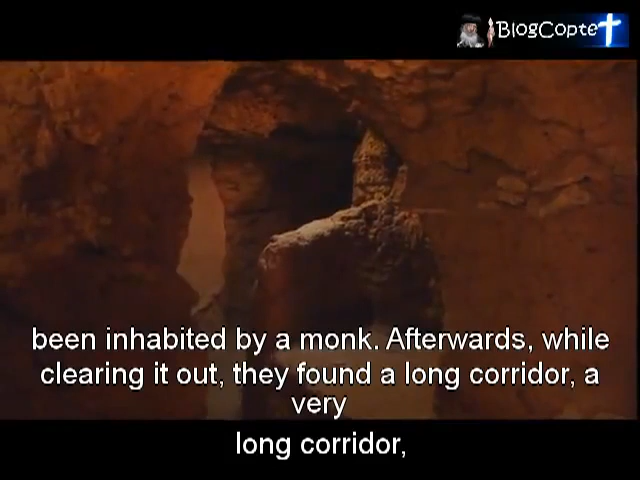 BlogCopte
been inhabited by a monk. Afterwards, while
clearing it out, they found a long corridor, a
very
long corridor,